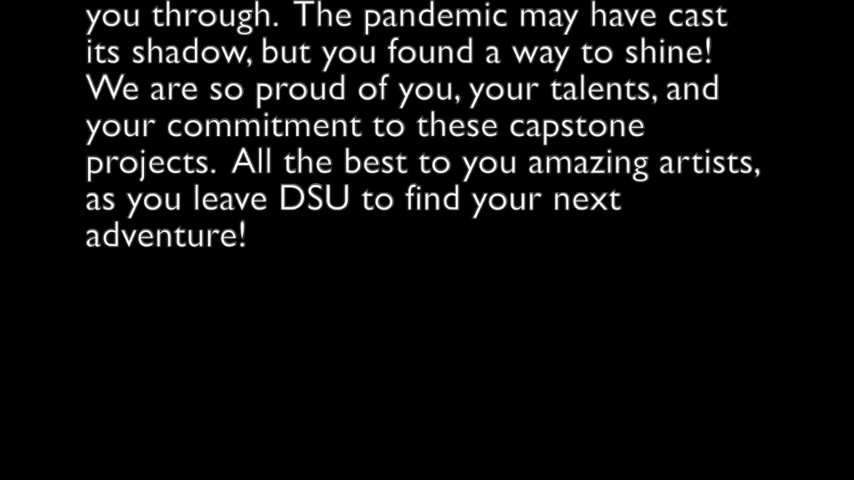 you through.  The pandemic may have cast
its shadow, but you found a way to shine!
We are so proud of you, your talents, and
your commitment to these capstone
projects.  All the best to you amazing artists,
as you leave DSU to find your next
adventure!